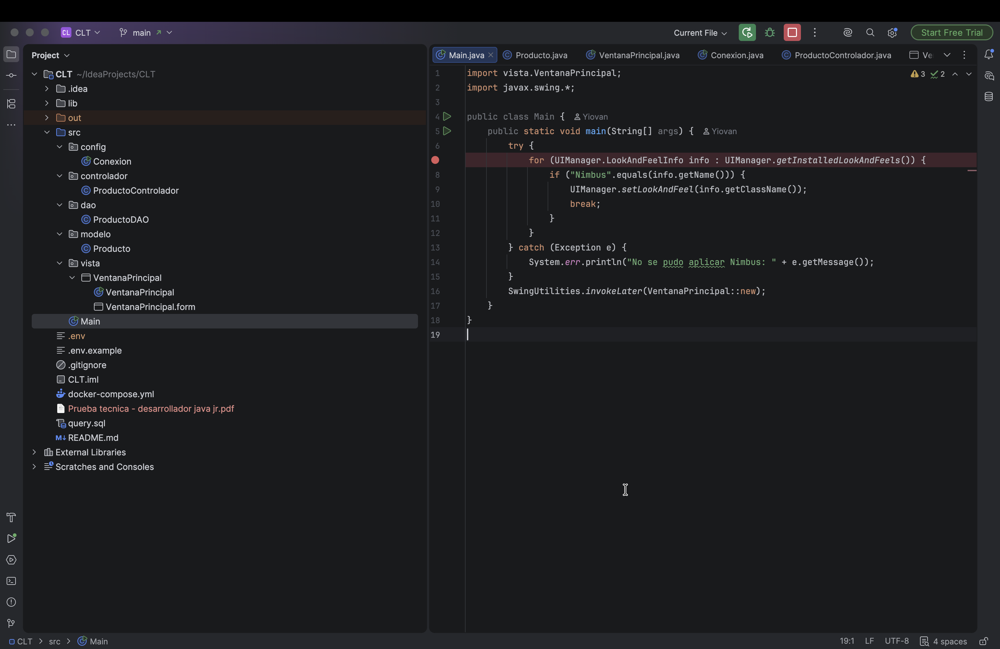 CL CLT main Current File Start Free Trial
Project
CLT ~/IdeaProjects/CLT
.idea
lib
out
src
config
Conexion
controlador
ProductoControlador
dao
ProductoDAO
modelo
Producto
vista
VentanaPrincipal
VentanaPrincipal
VentanaPrincipal.form
Main
.env
.env.example
.gitignore
CLT.iml
docker-compose.yml
Prueba tecnica - desarrollador java jr.pdf
query.sql
M↓ README.md
External Libraries
Scratches and Consoles
Main.java Producto.java VentanaPrincipal.java Conexion.java ProductoControlador.java
3 2
1 import vista.VentanaPrincipal;
2 import javax.swing.*;
3
4 public class Main { Yiovan
5 public static void main(String[] args) { Yiovan
6 try {
for (UIManager.LookAndFeelInfo info : UIManager.getInstalledLookAndFeels()) {
8 if ("Nimbus".equals(info.getName())) {
9 UIManager.setLookAndFeel(info.getClassName());
10 break;
11 }
12 }
13 } catch (Exception e) {
14 System.err.println("No se pudo aplicar Nimbus: " + e.getMessage());
15 }
16 SwingUtilities.invokeLater(VentanaPrincipal::new);
17 }
18 }
19
CLT > src > Main 19:1 LF UTF-8 4 spaces